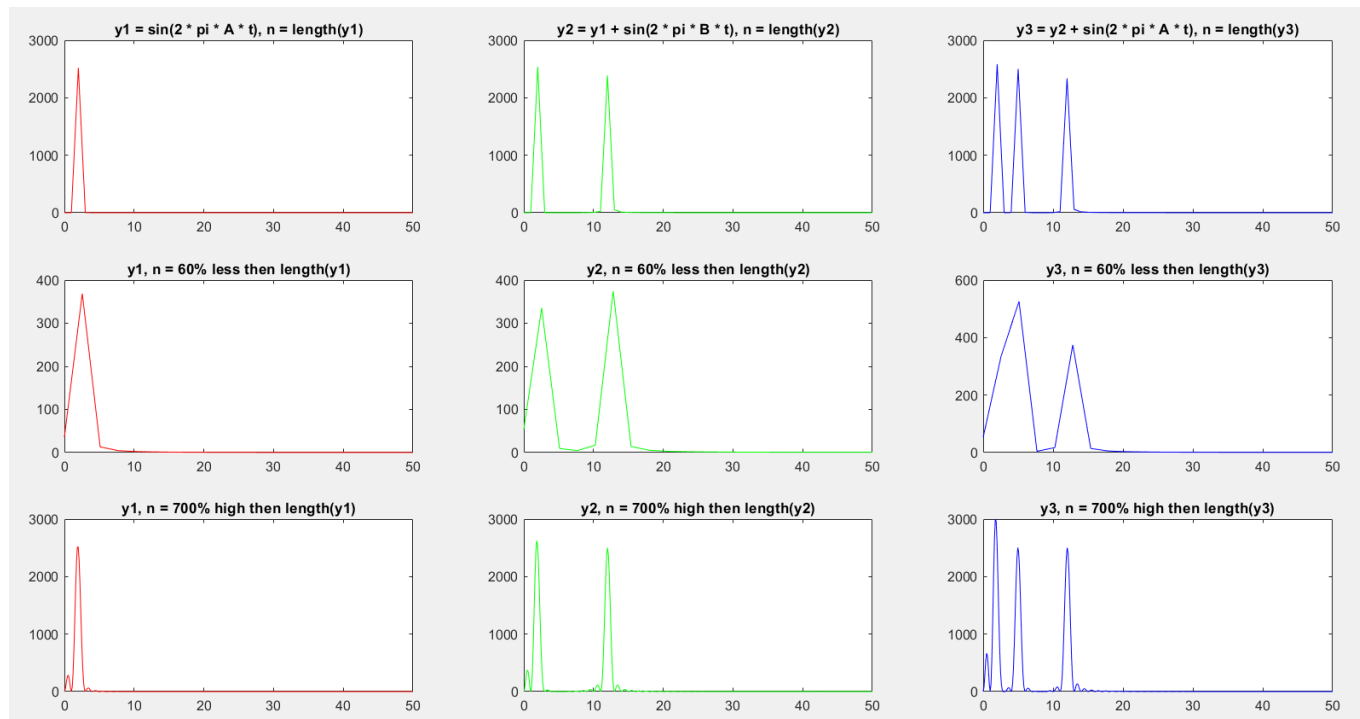 y1 = sin(2 * pi * A * t), n = length(y1)
3000
2000
1000
0
0 10 20 30 40 50
y2 = y1 + sin(2 * pi * B * t), n = length(y2)
3000
2000
1000
0
0 10 20 30 40 50
y3 = y2 + sin(2 * pi * A * t), n = length(y3)
3000
2000
1000
0
0 10 20 30 40 50
y1, n = 60% less then length(y1)
400
300
200
100
0
0 10 20 30 40 50
y2, n = 60% less then length(y2)
400
300
200
100
0
0 10 20 30 40 50
y3, n = 60% less then length(y3)
600
400
200
0
0 10 20 30 40 50
y1, n = 700% high then length(y1)
3000
2000
1000
0
0 10 20 30 40 50
y2, n = 700% high then length(y2)
3000
2000
1000
0
0 10 20 30 40 50
y3, n = 700% high then length(y3)
3000
2000
1000
0
0 10 20 30 40 50